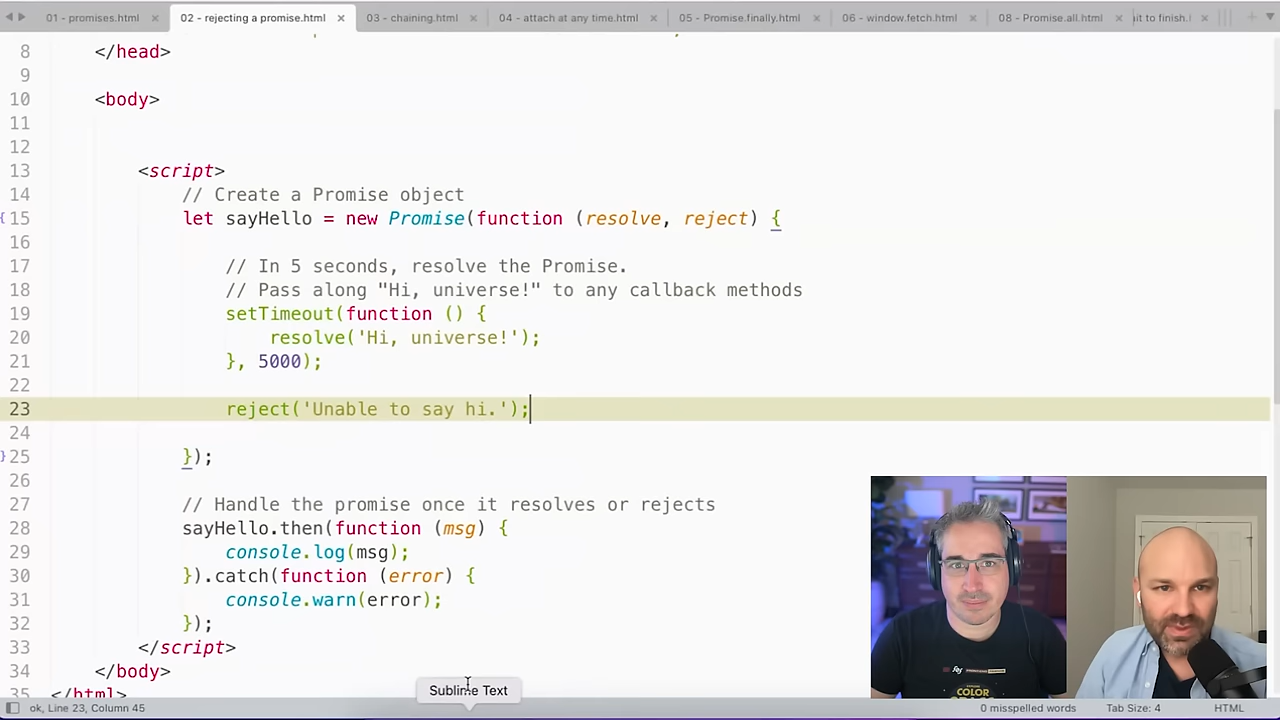 01 - promises.html × 02 - rejecting a promise.html × 03 - chaining.html × 04 - attach at any time.html × 05 - Promise.finally.html × 06 - window.fetch.html × 08 - Promise.all.html × it to finish. ×
8 </head>
9
10 <body>
11
12
13 <script>
14 // Create a Promise object
15 let sayHello = new Promise(function (resolve, reject) {
16
17 // In 5 seconds, resolve the Promise.
18 // Pass along "Hi, universe!" to any callback methods
19 setTimeout(function () {
20 resolve('Hi, universe!');
21 }, 5000);
22
23 reject('Unable to say hi.');
24
25 });
26
27 // Handle the promise once it resolves or rejects
28 sayHello.then(function (msg) {
29 console.log(msg);
30 }).catch(function (error) {
31 console.warn(error);
32 });
33 </script>
34 </body>
35 </html>
Sublime Text
COLOR
ok, Line 23, Column 45 0 misspelled words Tab Size: 4 HTML